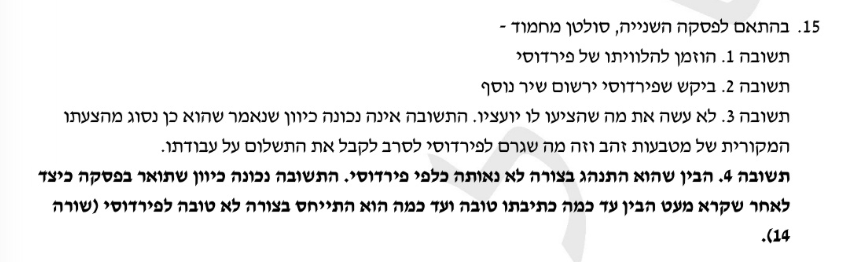 15. בהתאם לפסקה השנייה, סולטן מחמוד -
תשובה 1. הוזמן להלוויתו של פירדוסי
תשובה 2. ביקש שפירדוסי ירשום שיר נוסף
תשובה 3. לא עשה את מה שהציעו לו יועציו. התשובה אינה נכונה כיוון שנאמר שהוא כן נסוג מהצעתו
המקורית של מטבעות זהב וזה מה שגרם לפירדוסי לסרב לקבל את התשלום על עבודתו.
תשובה 4. הבין שהוא התנהג בצורה לא נאותה כלפי פירדוסי. התשובה נכונה כיוון שתואר בפסקה כיצד
לאחר שקרא מעט הבין עד כמה כתיבתו טובה ועד כמה הוא התייחס בצורה לא טובה לפירדוסי (שורה
14).